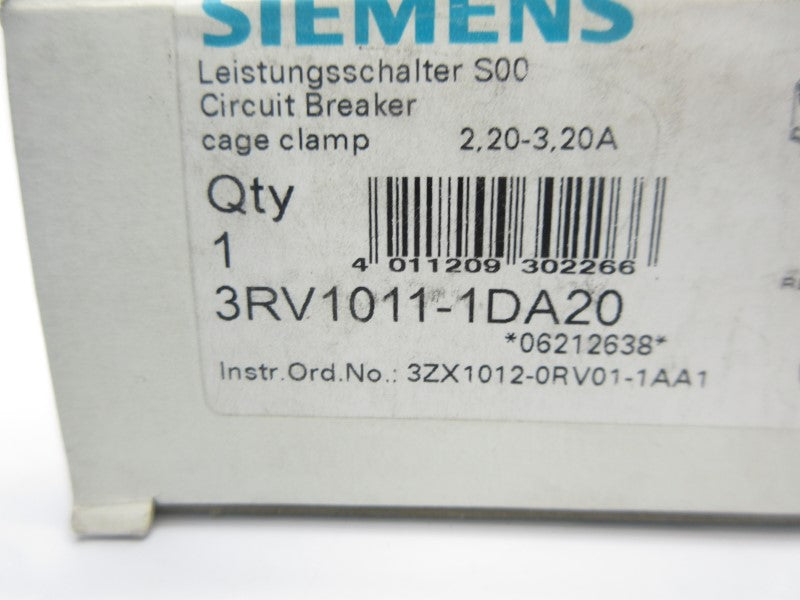 SIEMENS
Leistungsschalter S00
Circuit Breaker
cage clamp 2,20-3,20A
Qty
1
4 011209 302266
3RV1011-1DA20
*06212638*
Instr.Ord.No.: 3ZX1012-0RV01-1AA1